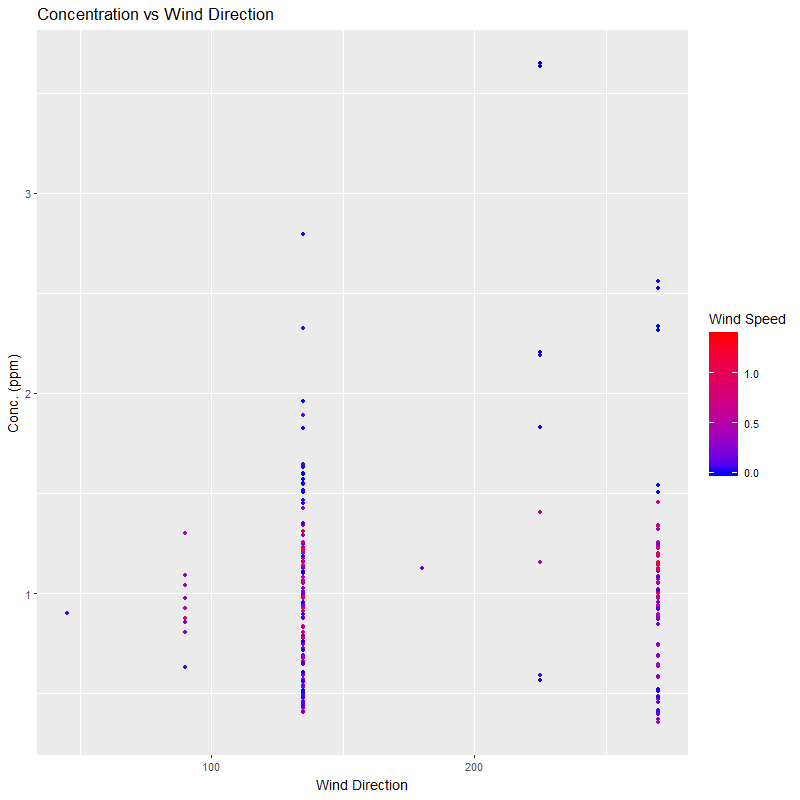 Concentration vs Wind Direction
3
2
1
Conc. (ppm)
100
200
Wind Direction
Wind Speed
1.0
0.5
0.0